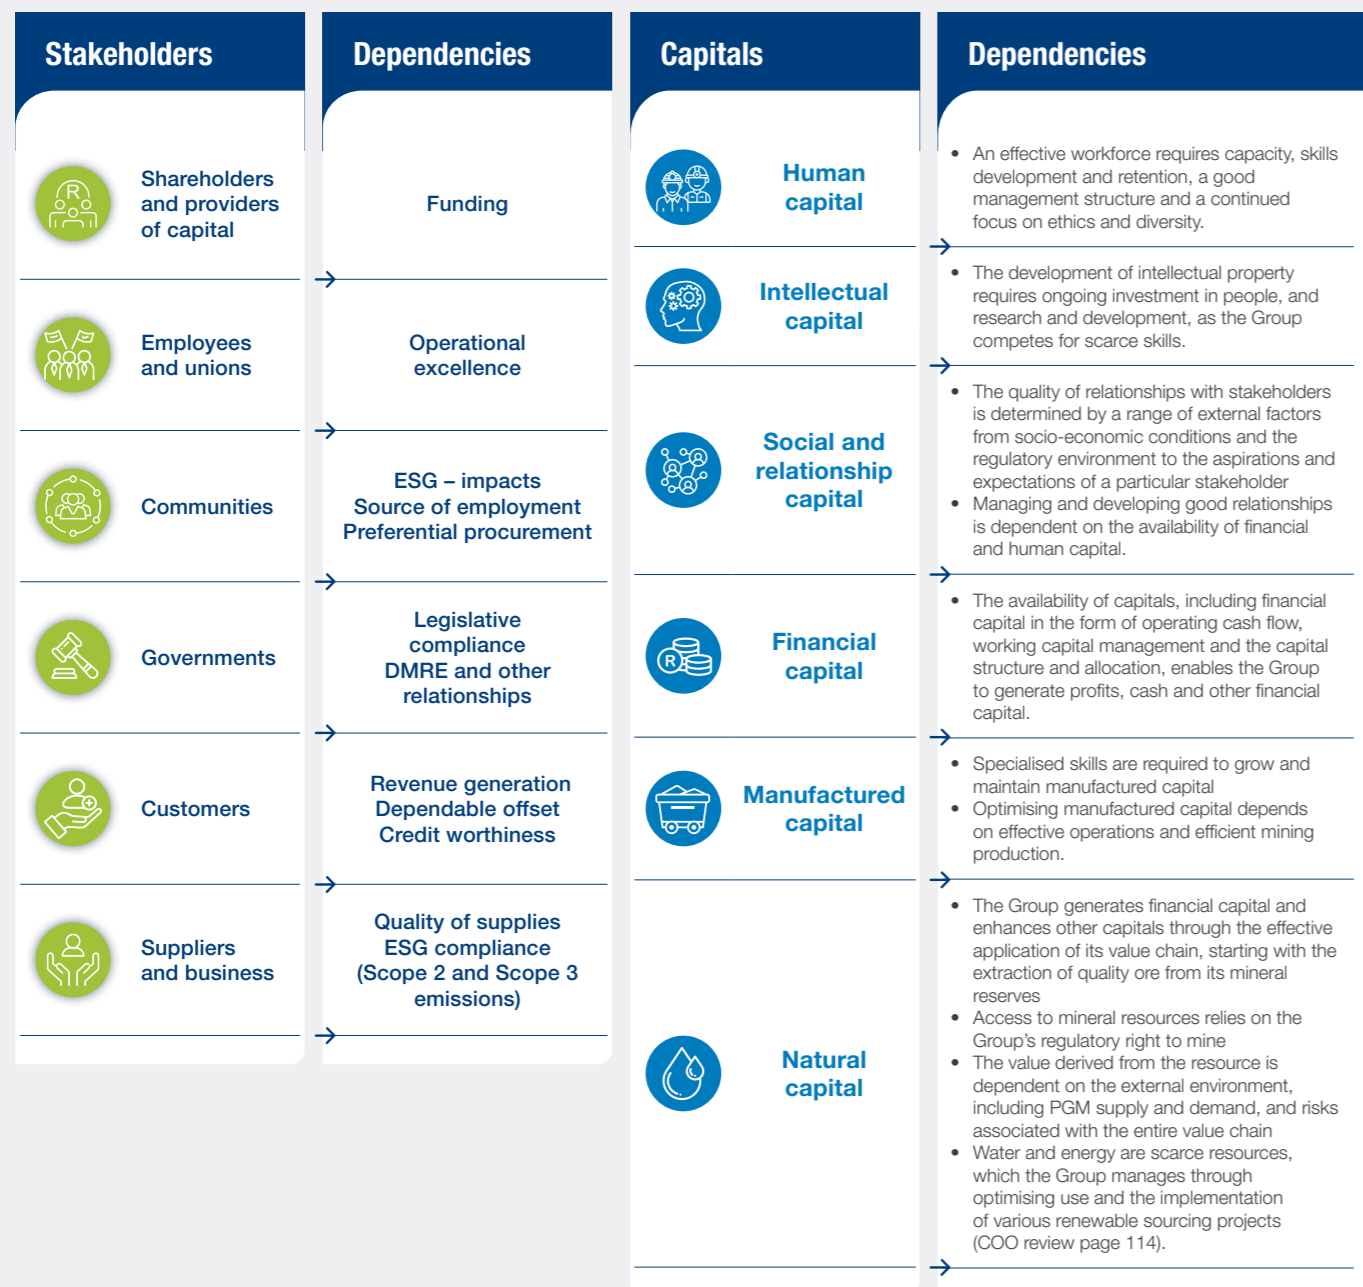 Stakeholders
Dependencies
Shareholders
and providers
of capital
Funding
Employees
and unions
Operational
excellence
Communities
ESG – impacts
Source of employment
Preferential procurement
Governments
Legislative
compliance
DMRE and other
relationships
Customers
Revenue generation
Dependable offset
Credit worthiness
Suppliers
and business
Quality of supplies
ESG compliance
(Scope 2 and Scope 3
emissions)
Capitals
Dependencies
Human
capital
• An effective workforce requires capacity, skills
development and retention, a good
management structure and a continued
focus on ethics and diversity.
Intellectual
capital
• The development of intellectual property
requires ongoing investment in people, and
research and development, as the Group
competes for scarce skills.
Social and
relationship
capital
• The quality of relationships with stakeholders
is determined by a range of external factors
from socio-economic conditions and the
regulatory environment to the aspirations and
expectations of a particular stakeholder
• Managing and developing good relationships
is dependent on the availability of financial
and human capital.
R
Financial
capital
• The availability of capitals, including financial
capital in the form of operating cash flow,
working capital management and the capital
structure and allocation, enables the Group
to generate profits, cash and other financial
capital.
Manufactured
capital
• Specialised skills are required to grow and
maintain manufactured capital
• Optimising manufactured capital depends
on effective operations and efficient mining
production.
Natural
capital
• The Group generates financial capital and
enhances other capitals through the effective
application of its value chain, starting with the
extraction of quality ore from its mineral
reserves
• Access to mineral resources relies on the
Group's regulatory right to mine
• The value derived from the resource is
dependent on the external environment,
including PGM supply and demand, and risks
associated with the entire value chain
• Water and energy are scarce resources,
which the Group manages through
optimising use and the implementation
of various renewable sourcing projects
(COO review page 114).
R